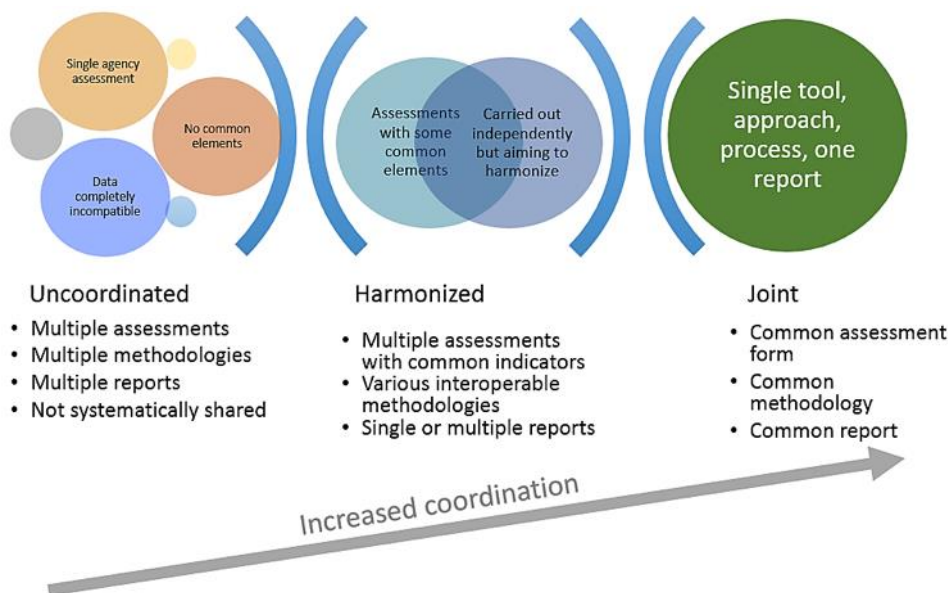 Single agency
assessment
No common
elements
Data
completely
incompatible
Assessments
with some
common
elements
Carried out
independently
but aiming to
harmonize
Single tool,
approach,
process, one
report
Uncoordinated
• Multiple assessments
• Multiple methodologies
• Multiple reports
• Not systematically shared
Harmonized
• Multiple assessments
with common indicators
• Various interoperable
methodologies
• Single or multiple reports
Joint
• Common assessment
form
• Common
methodology
• Common report
Increased coordination